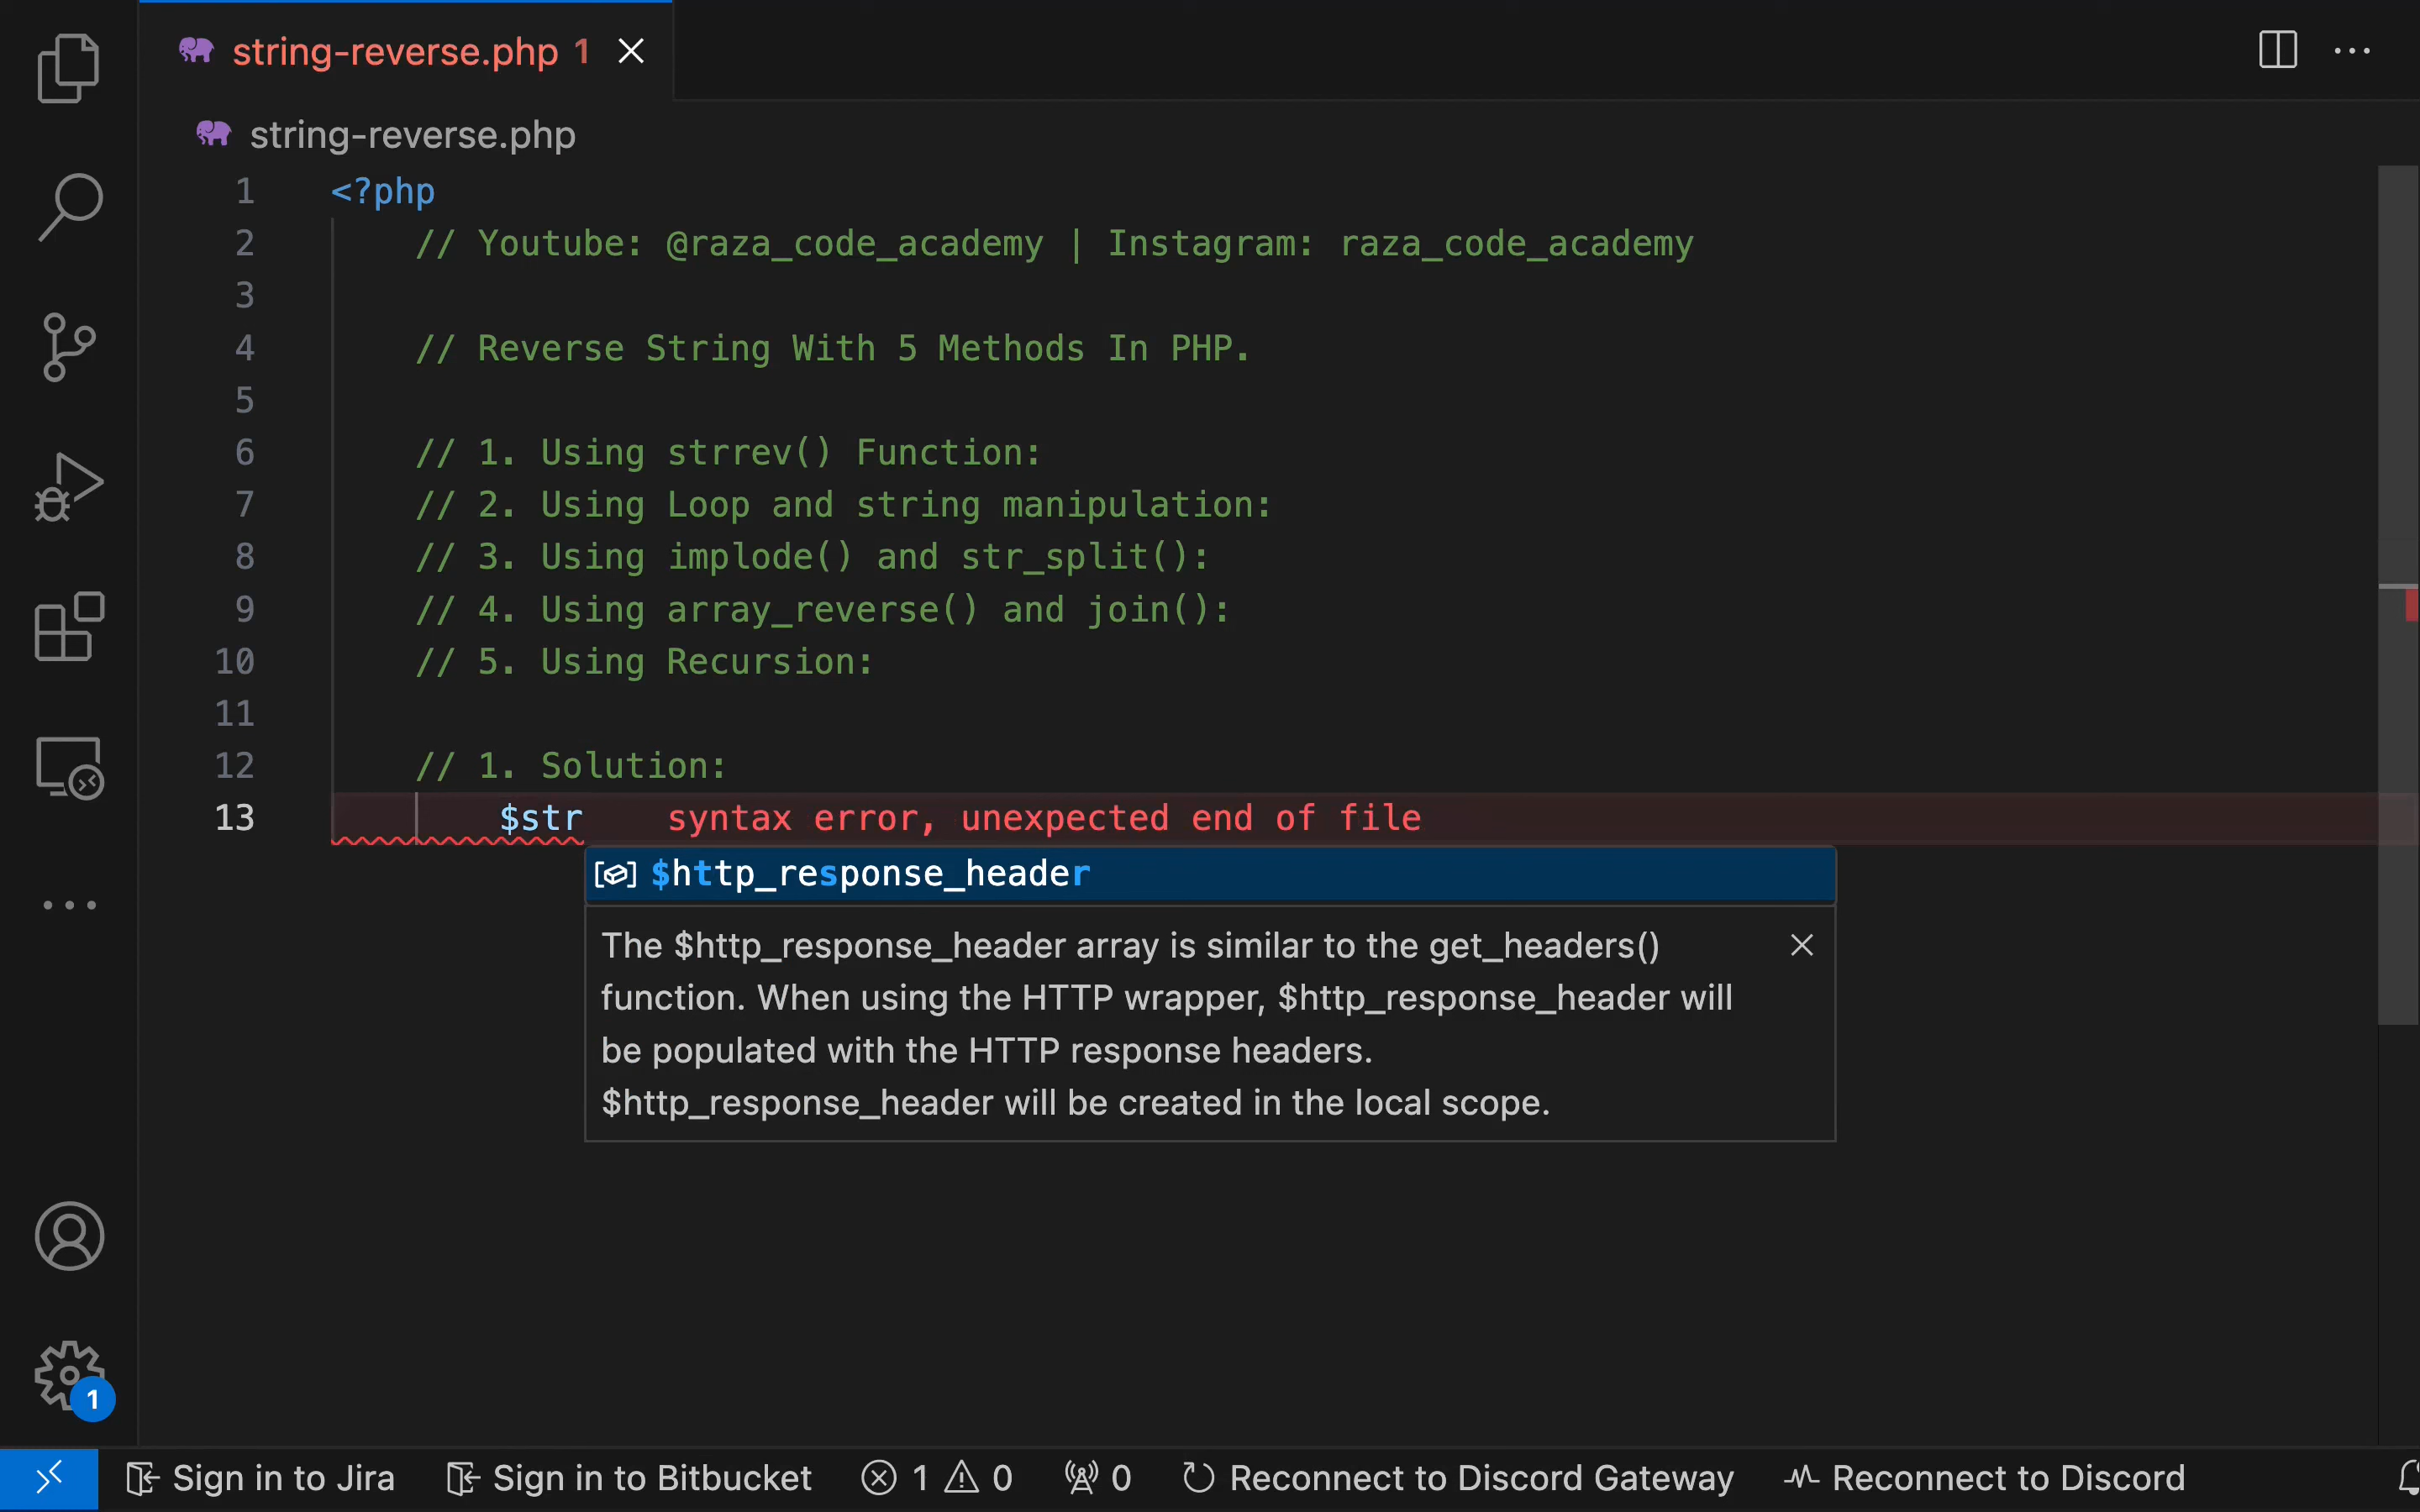 string-reverse.php 1
string-reverse.php
1 <?php
2 // Youtube: @raza_code_academy | Instagram: raza_code_academy
3
4 // Reverse String With 5 Methods In PHP.
5
6 // 1. Using strrev() Function:
7 // 2. Using Loop and string manipulation:
8 // 3. Using implode() and str_split():
9 // 4. Using array_reverse() and join():
10 // 5. Using Recursion:
11
12 // 1. Solution:
13 $str syntax error, unexpected end of file
$http_response_header
The $http_response_header array is similar to the get_headers()
function. When using the HTTP wrapper, $http_response_header will
be populated with the HTTP response headers.
$http_response_header will be created in the local scope.
1
Sign in to Jira Sign in to Bitbucket 1 0 0 Reconnect to Discord Gateway Reconnect to Discord